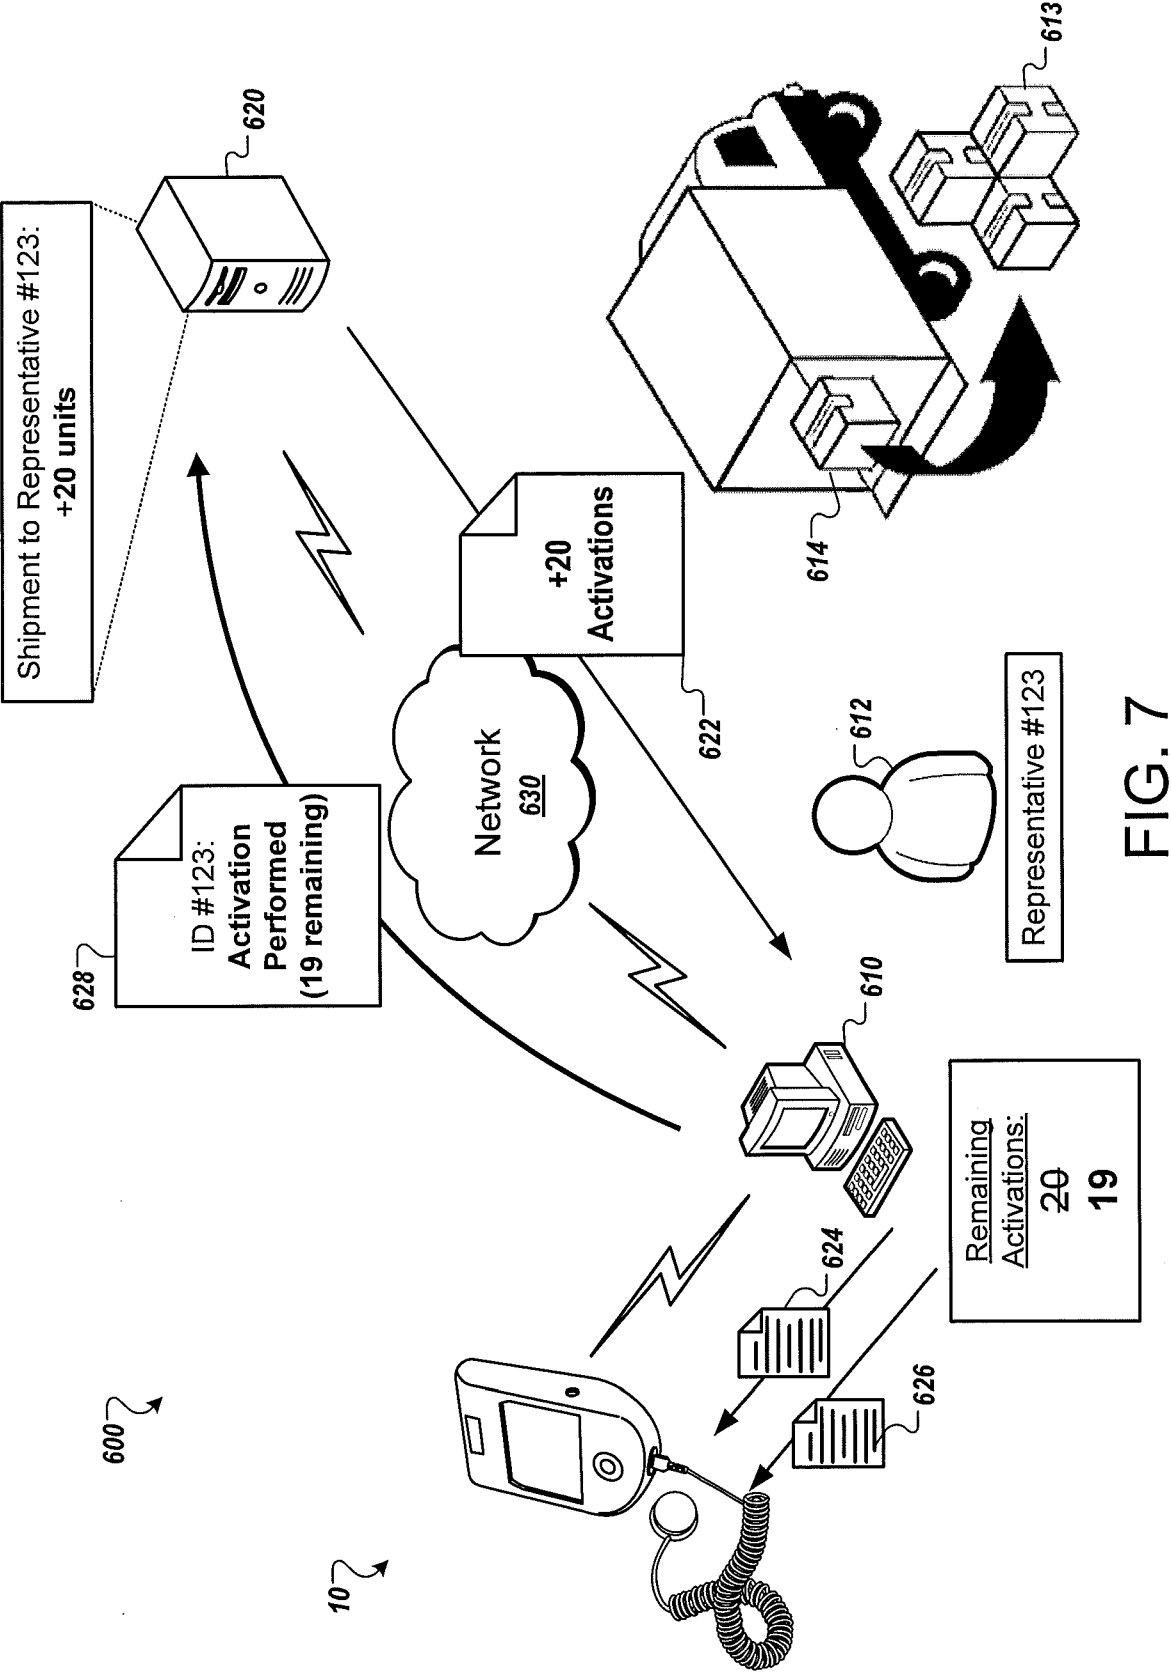 Shipment to Representative #123:
+20 units
620
628
ID #123:
Activation
Performed
(19 remaining)
Network
630
+20
Activations
622
614
613
612
Representative #123
610
600
10
624
626
Remaining
Activations:
20
19
FIG. 7